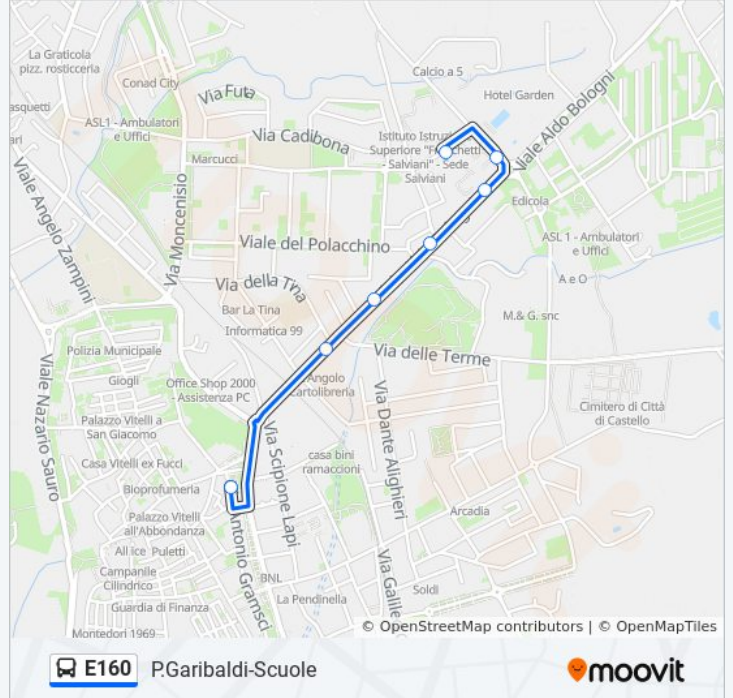 La Graticola
pizz. rosticceria
Calcio a 5
Conad City
Via Futa
Hotel Garden
Viale Aldo Bologni
asquetti
ASL1 - Ambulatori
e Uffici
ari
Via Cadibona
Istituto Istruz
Superiore "F
chetti
- Salviani" - Sede
Salviani
Marcucci
Viale Angelo Zampini
Via Moncenisio
Edicola
Viale del Polacchino
ASL 1 - Ambulatori
e Uffici
A e O
Via della Tina
Bar La Tina
Informatica 99
M.& G. snc
Polizia Municipale
Via delle Terme
Giogli
Office Shop 2000
- Assistenza PC
L'Angolo
Cartolibreria
Viale Nazario Sauro
Palazzo Vitelli a
San Giacomo
Cimitero di Città
di Castello
Via Dante Alighieri
Via Scipione Lapi
Casa Vitelli ex Fucci
casa bini
ramaccioni
Bioprofumeria
Palazzo Vitelli
all'Abbondanza
Arcadia
Antonio Gramsci
All Ice
Puletti
Via Galile
Campanile
Cilindrico
BNL
Soldi
La Pendinella
Guardia di Finanza
Montedori 1969
© OpenStreetMap contributors | © OpenMapTiles
E160
P.Garibaldi-Scuole
moovit